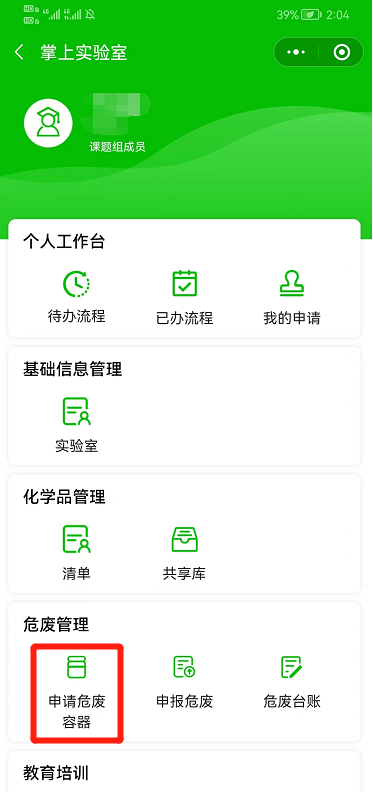 39% 2:04
掌上实验室
课题组成员
个人工作台
待办流程 已办流程 我的申请
基础信息管理
实验室
化学品管理
清单 共享库
危废管理
申请危废 申报危废 危废台账
容器
教育培训